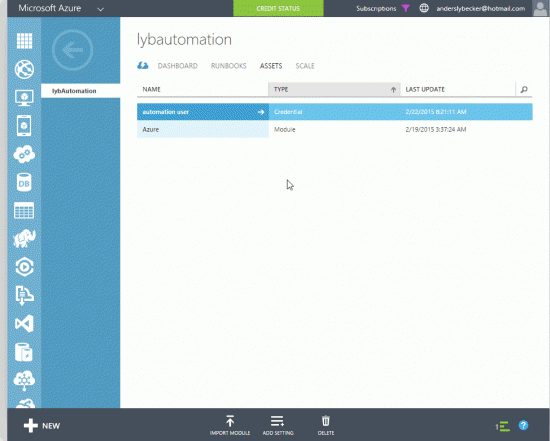 Microsoft Azure
CREDIT STATUS
Subscriptions
anderslybecker@hotmail.com
lybAutomation
lybautomation
DASHBOARD RUNBOOKS ASSETS SCALE
NAME TYPE LAST UPDATE
automation user Credential 2/22/2015 8:21:11 AM
Azure Module 2/19/2015 3:37:24 AM
DB
NEW
IMPORT MODULE ADD SETTING DELETE
1
?